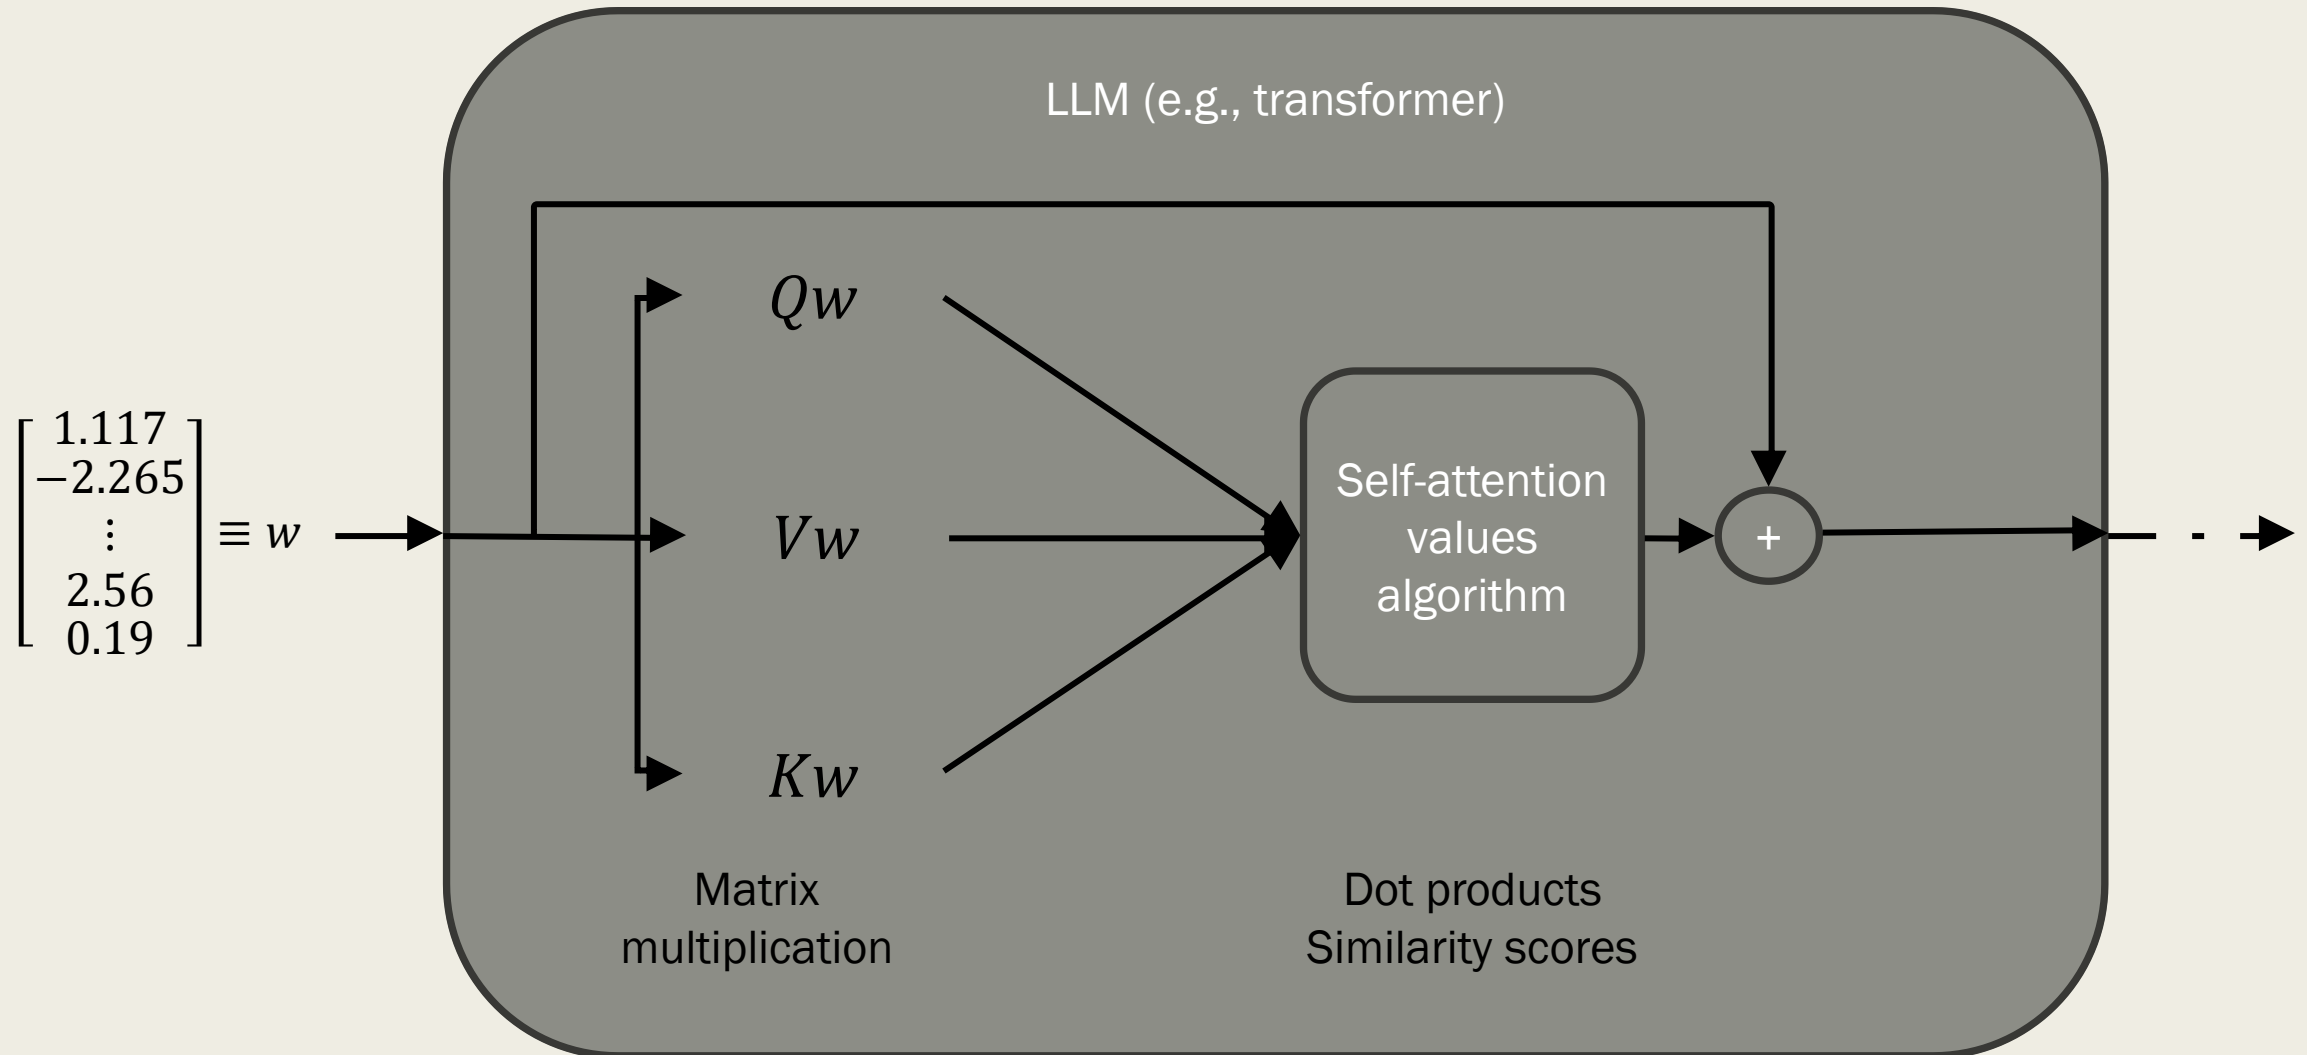 LLM (e.g., transformer)
1.117
−2.265
⋮
2.56
0.19
≡ w
Qw
Vw
Kw
Self-attention
values
algorithm
+
Matrix
multiplication
Dot products
Similarity scores